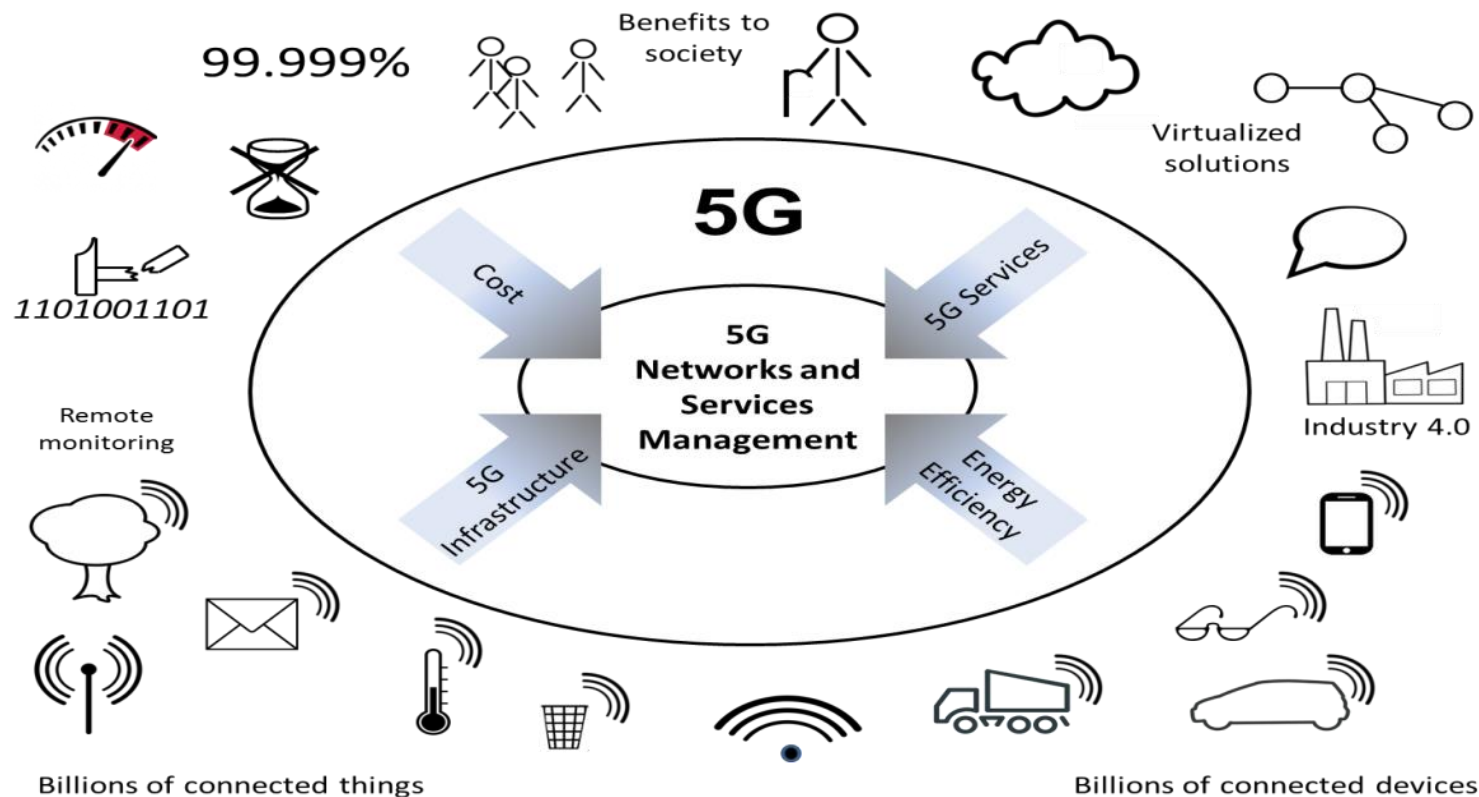 Benefits to
society
99.999%
Virtualized
solutions
5G
Cost
5G Services
1101001101
5G
Networks and
Services
Management
Remote
monitoring
Industry 4.0
5G
Infrastructure
Energy
Efficiency
Billions of connected things
Billions of connected devices